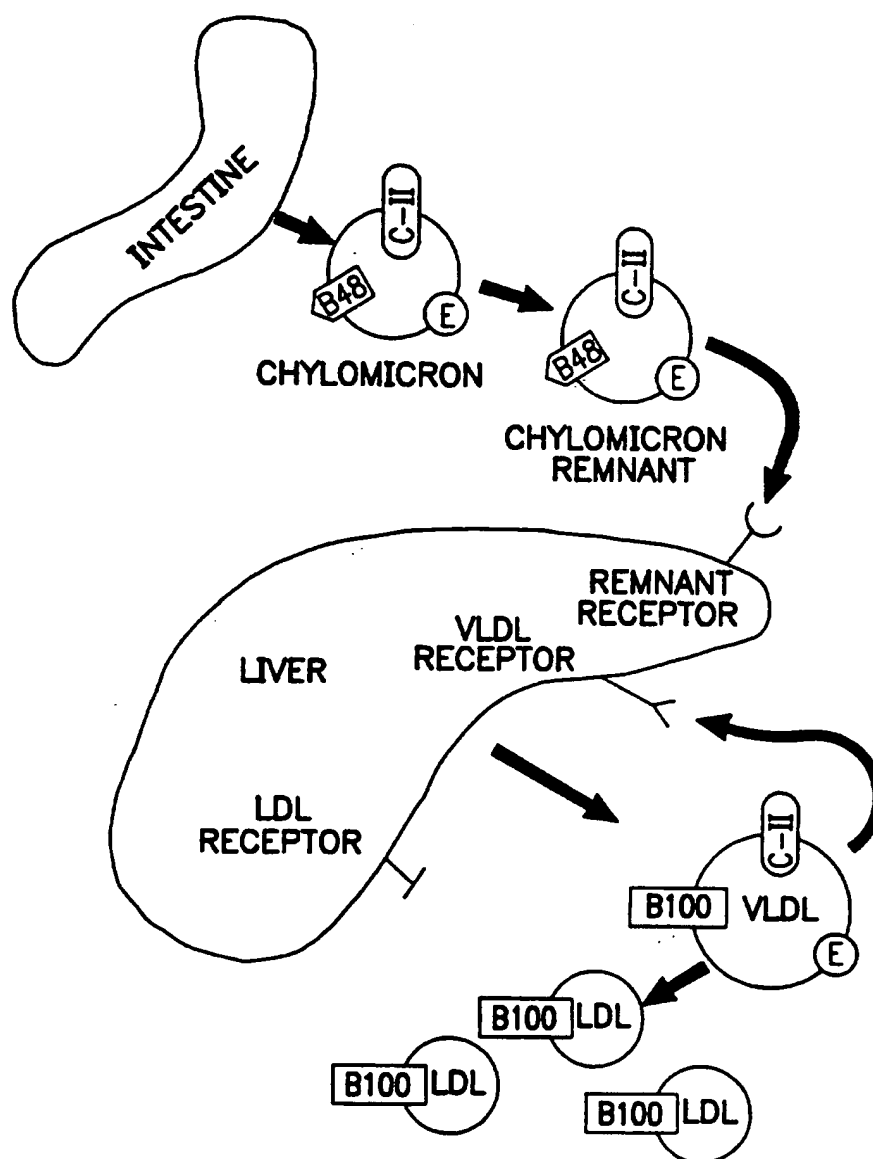 INTESTINE
C-II
B48
E
CHYLOMICRON
C-II
B48
E
CHYLOMICRON
REMNANT
REMNANT
RECEPTOR
VLDL
RECEPTOR
LIVER
LDL
RECEPTOR
C-II
B100 VLDL
E
B100 LDL
B100 LDL
B100 LDL